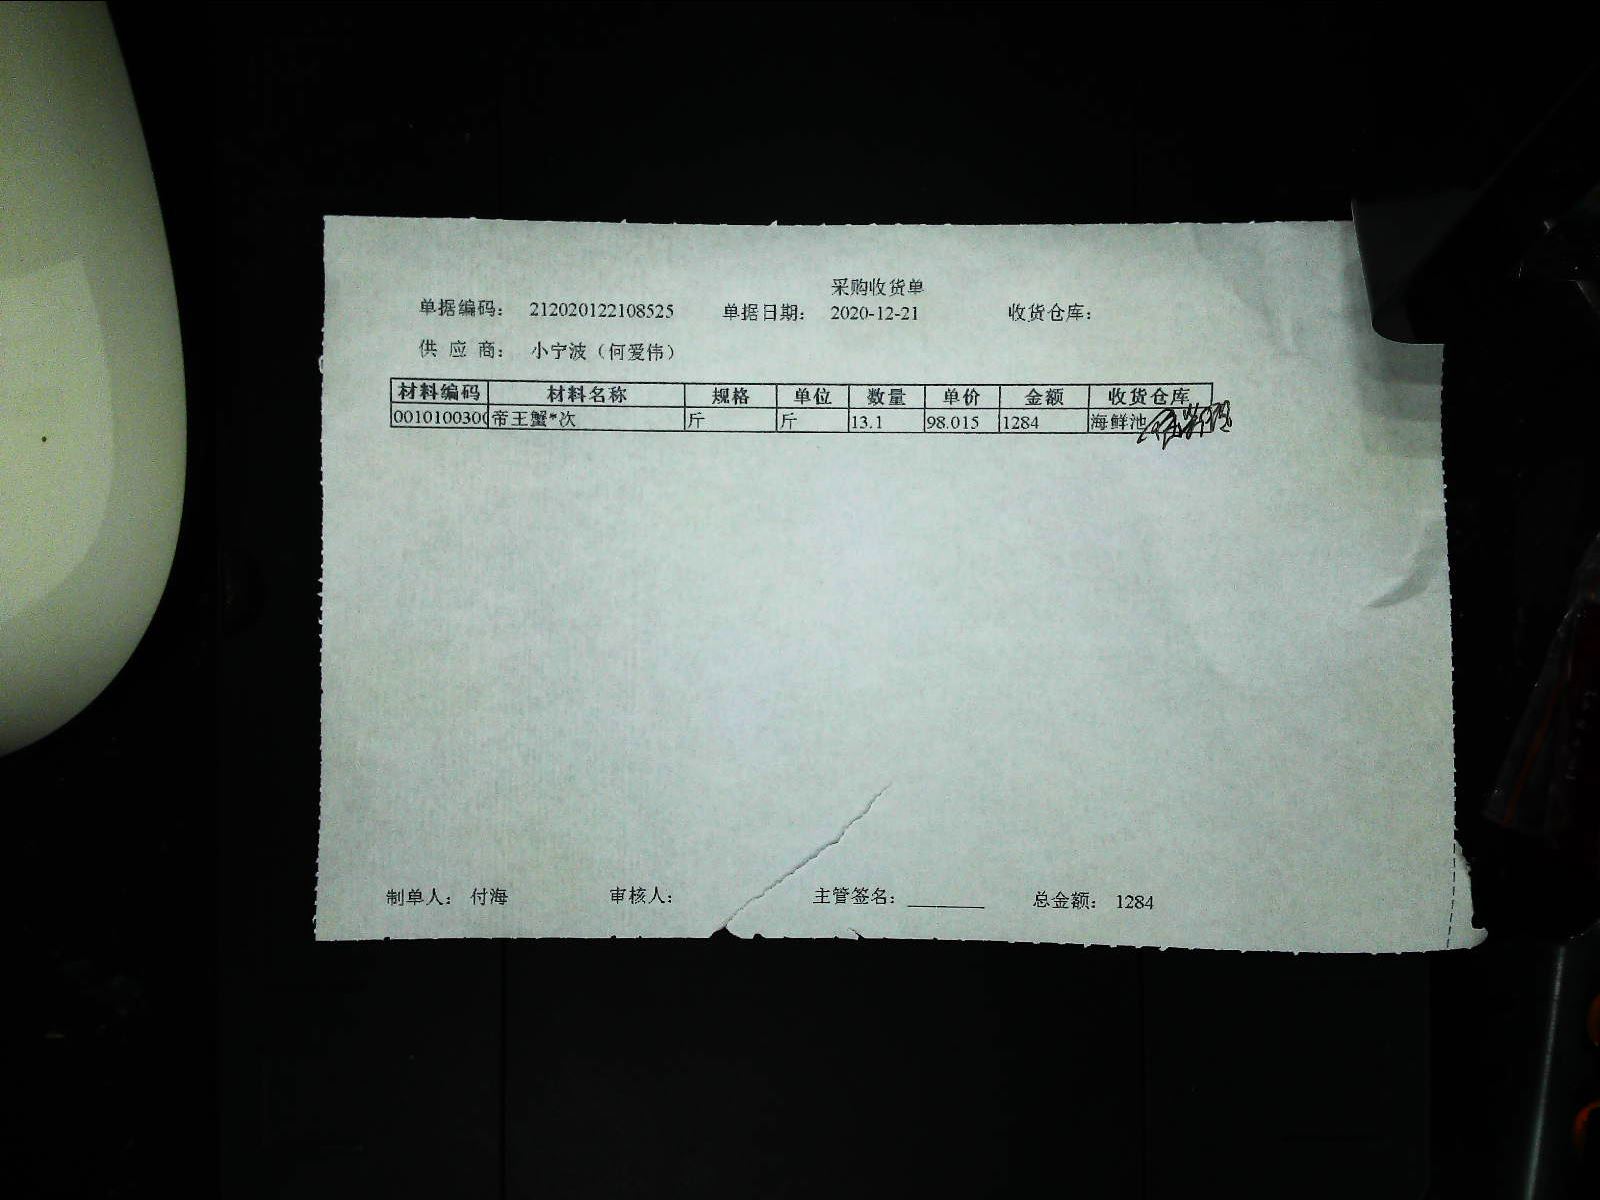 采购收货单
单据编码： 212020122108525 单据日期： 2020-12-21 收货仓库：
供 应 商： 小宁波（何爱伟）
材料编码 材料名称 规格 单位 数量 单价 金额 收货仓库
0010100300 帝王蟹*次 斤 斤 13.1 98.015 1284 海鲜池
制单人： 付海 审核人： 主管签名： ________ 总金额： 1284